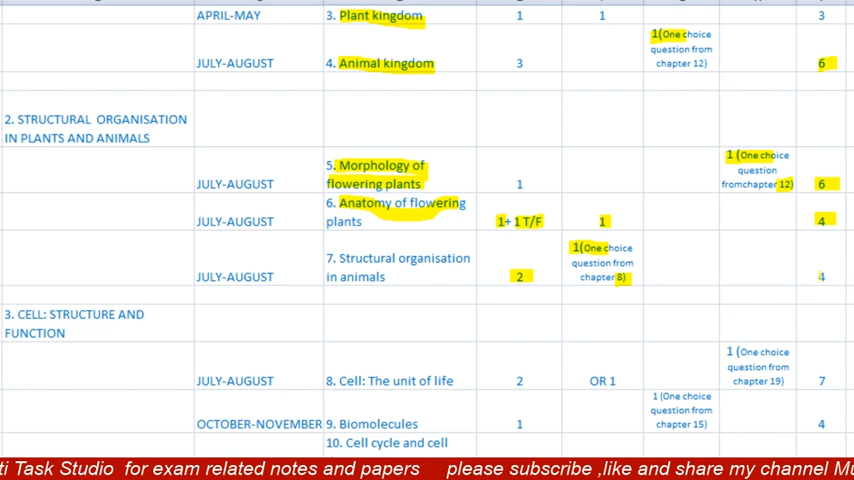 APRIL-MAY 3. Plant kingdom 1 1 3
1(One choice
question from
JULY-AUGUST 4. Animal kingdom 3 chapter 12) 6
2. STRUCTURAL ORGANISATION
IN PLANTS AND ANIMALS
1 (One choice
5. Morphology of question
JULY-AUGUST flowering plants 1 fromchapter 12) 6
6. Anatomy of flowering
JULY-AUGUST plants 1+ 1 T/F 1 4
1(One choice
7. Structural organisation question from
JULY-AUGUST in animals 2 chapter 8) 4
3. CELL: STRUCTURE AND
FUNCTION
1 (One choice
question from
JULY-AUGUST 8. Cell: The unit of life 2 OR 1 chapter 19) 7
1 (One choice
question from
OCTOBER-NOVEMBER 9. Biomolecules 1 chapter 15) 4
10. Cell cycle and cell
ti Task Studio for exam related notes and papers please subscribe ,like and share my channel Mu